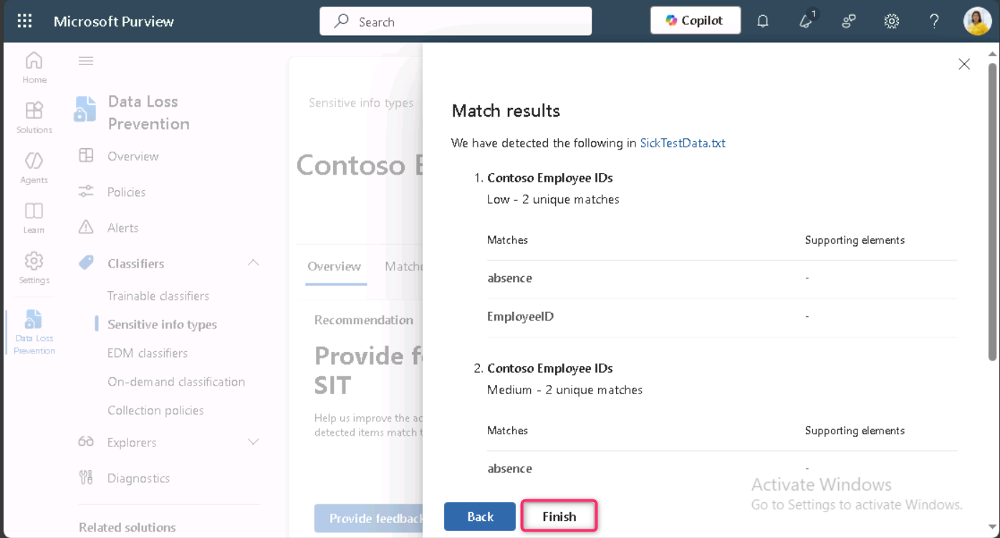 Microsoft Purview
Search
Copilot
1
Home
Solutions
Agents
Learn
Settings
Data Loss
Prevention
Data Loss
Prevention
Overview
Policies
Alerts
Classifiers
Trainable classifiers
Sensitive info types
EDM classifiers
On-demand classification
Collection policies
Explorers
Diagnostics
Related solutions
Sensitive info types
Contoso E
Overview Matche
Recommendation
Provide f
SIT
Help us improve the ac
detected items match t
Provide feedback
Match results
We have detected the following in SickTestData.txt
1. Contoso Employee IDs
Low - 2 unique matches
Matches Supporting elements
absence -
EmployeeID -
2. Contoso Employee IDs
Medium - 2 unique matches
Matches Supporting elements
absence -
Back Finish
Activate Windows
Go to Settings to activate Windows.